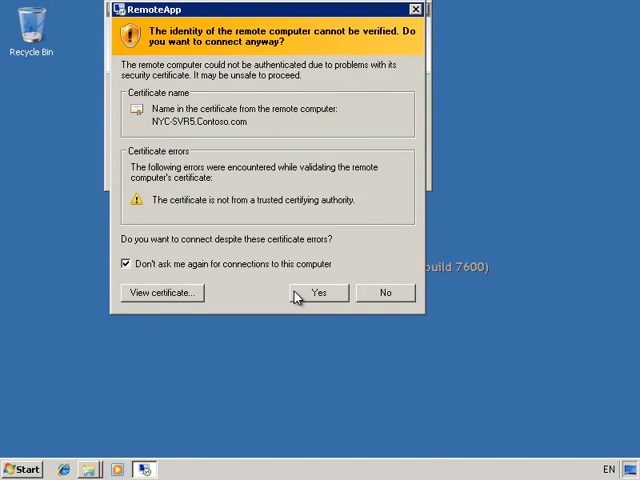 RemoteApp
The identity of the remote computer cannot be verified. Do
you want to connect anyway?
Recycle Bin
The remote computer could not be authenticated due to problems with its
security certificate. It may be unsafe to proceed.
Certificate name
Name in the certificate from the remote computer:
NYC-SVR5.Contoso.com
Certificate errors
The following errors were encountered while validating the remote
computer's certificate:
The certificate is not from a trusted certifying authority.
Do you want to connect despite these certificate errors?
Don't ask me again for connections to this computer
build 7600)
View certificate...
Yes
No
Start
EN